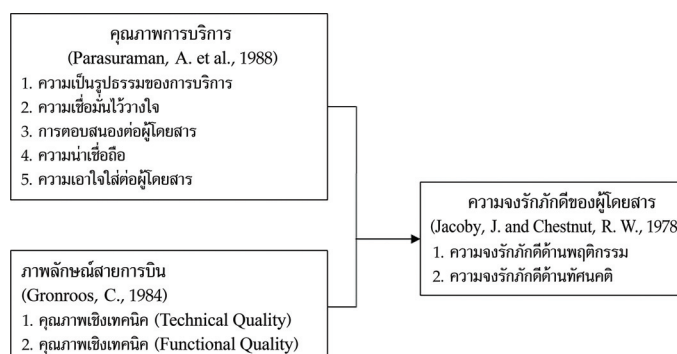 คุณภาพการบริการ
(Parasuraman, A. et al., 1988)
1. ความเป็นรูปธรรมของการบริการ
2. ความเชื่อมั่นไว้วางใจ
3. การตอบสนองต่อผู้โดยสาร
4. ความน่าเชื่อถือ
5. ความเอาใจใส่ต่อผู้โดยสาร
ภาพลักษณ์สายการบิน
(Gronroos, C., 1984)
1. คุณภาพเชิงเทคนิค (Technical Quality)
2. คุณภาพเชิงเทคนิค (Functional Quality)
ความจงรักภักดีของผู้โดยสาร
(Jacoby, J. and Chestnut, R. W., 1978
1. ความจงรักภักดีด้านพฤติกรรม
2. ความจงรักภักดีด้านทัศนคติ